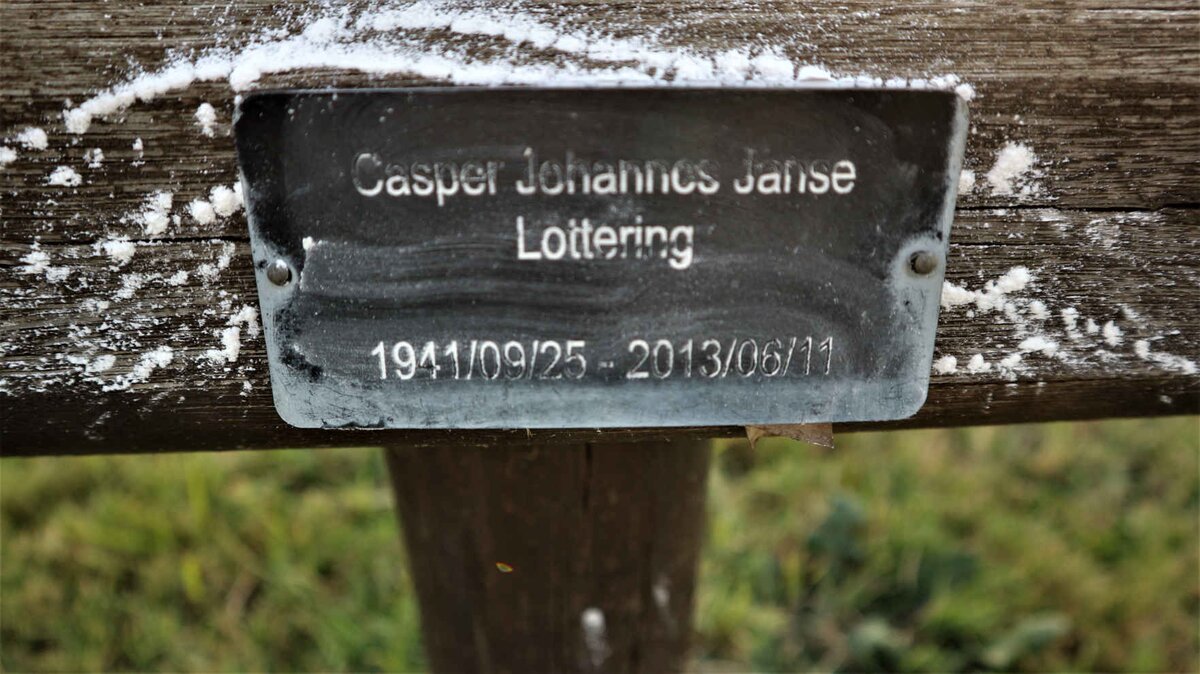 Casper Johannes Janse
Lottering
1941/09/25 - 2013/06/11